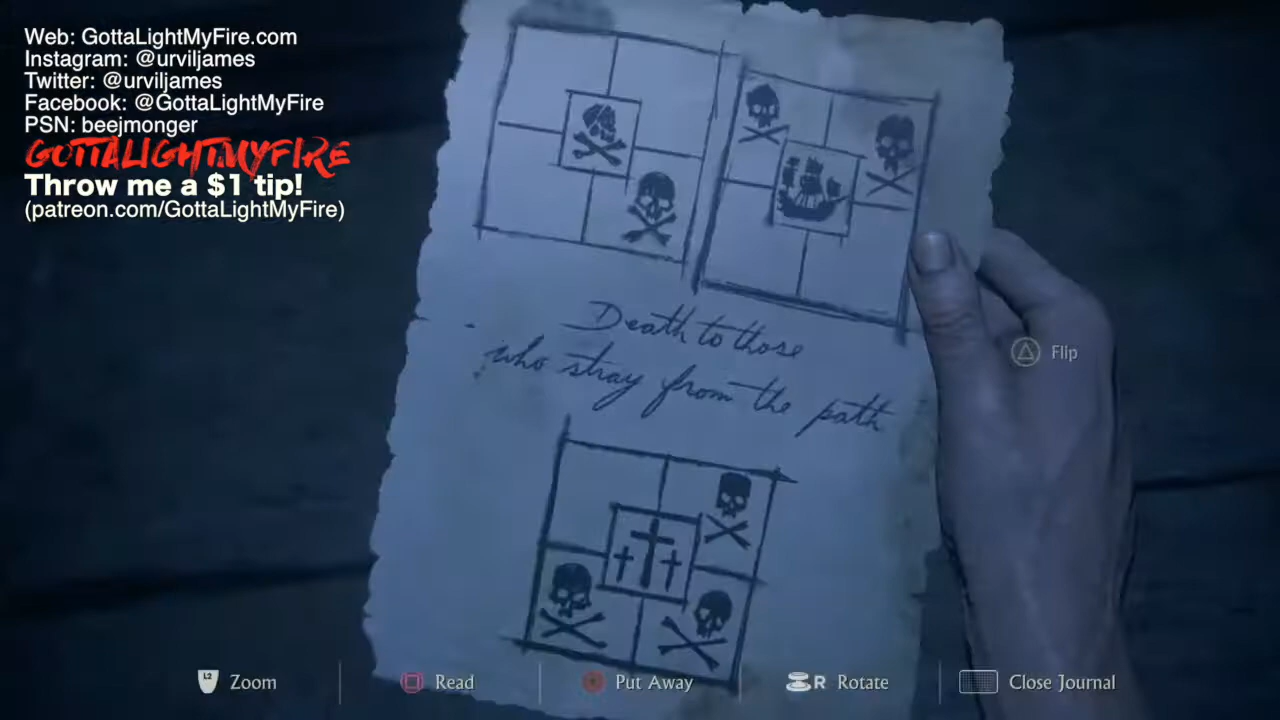 Web: GottaLightMyFire.com
Instagram: @urviljames
Twitter: @urviljames
Facebook: @GottaLightMyFire
PSN: beejmonger
GOTTALIGHTMYFIRE
Throw me a $1 tip!
(patreon.com/GottaLightMyFire)
Death to those
who stray from the path
Flip
L2 Zoom
Read
Put Away
R Rotate
Close Journal